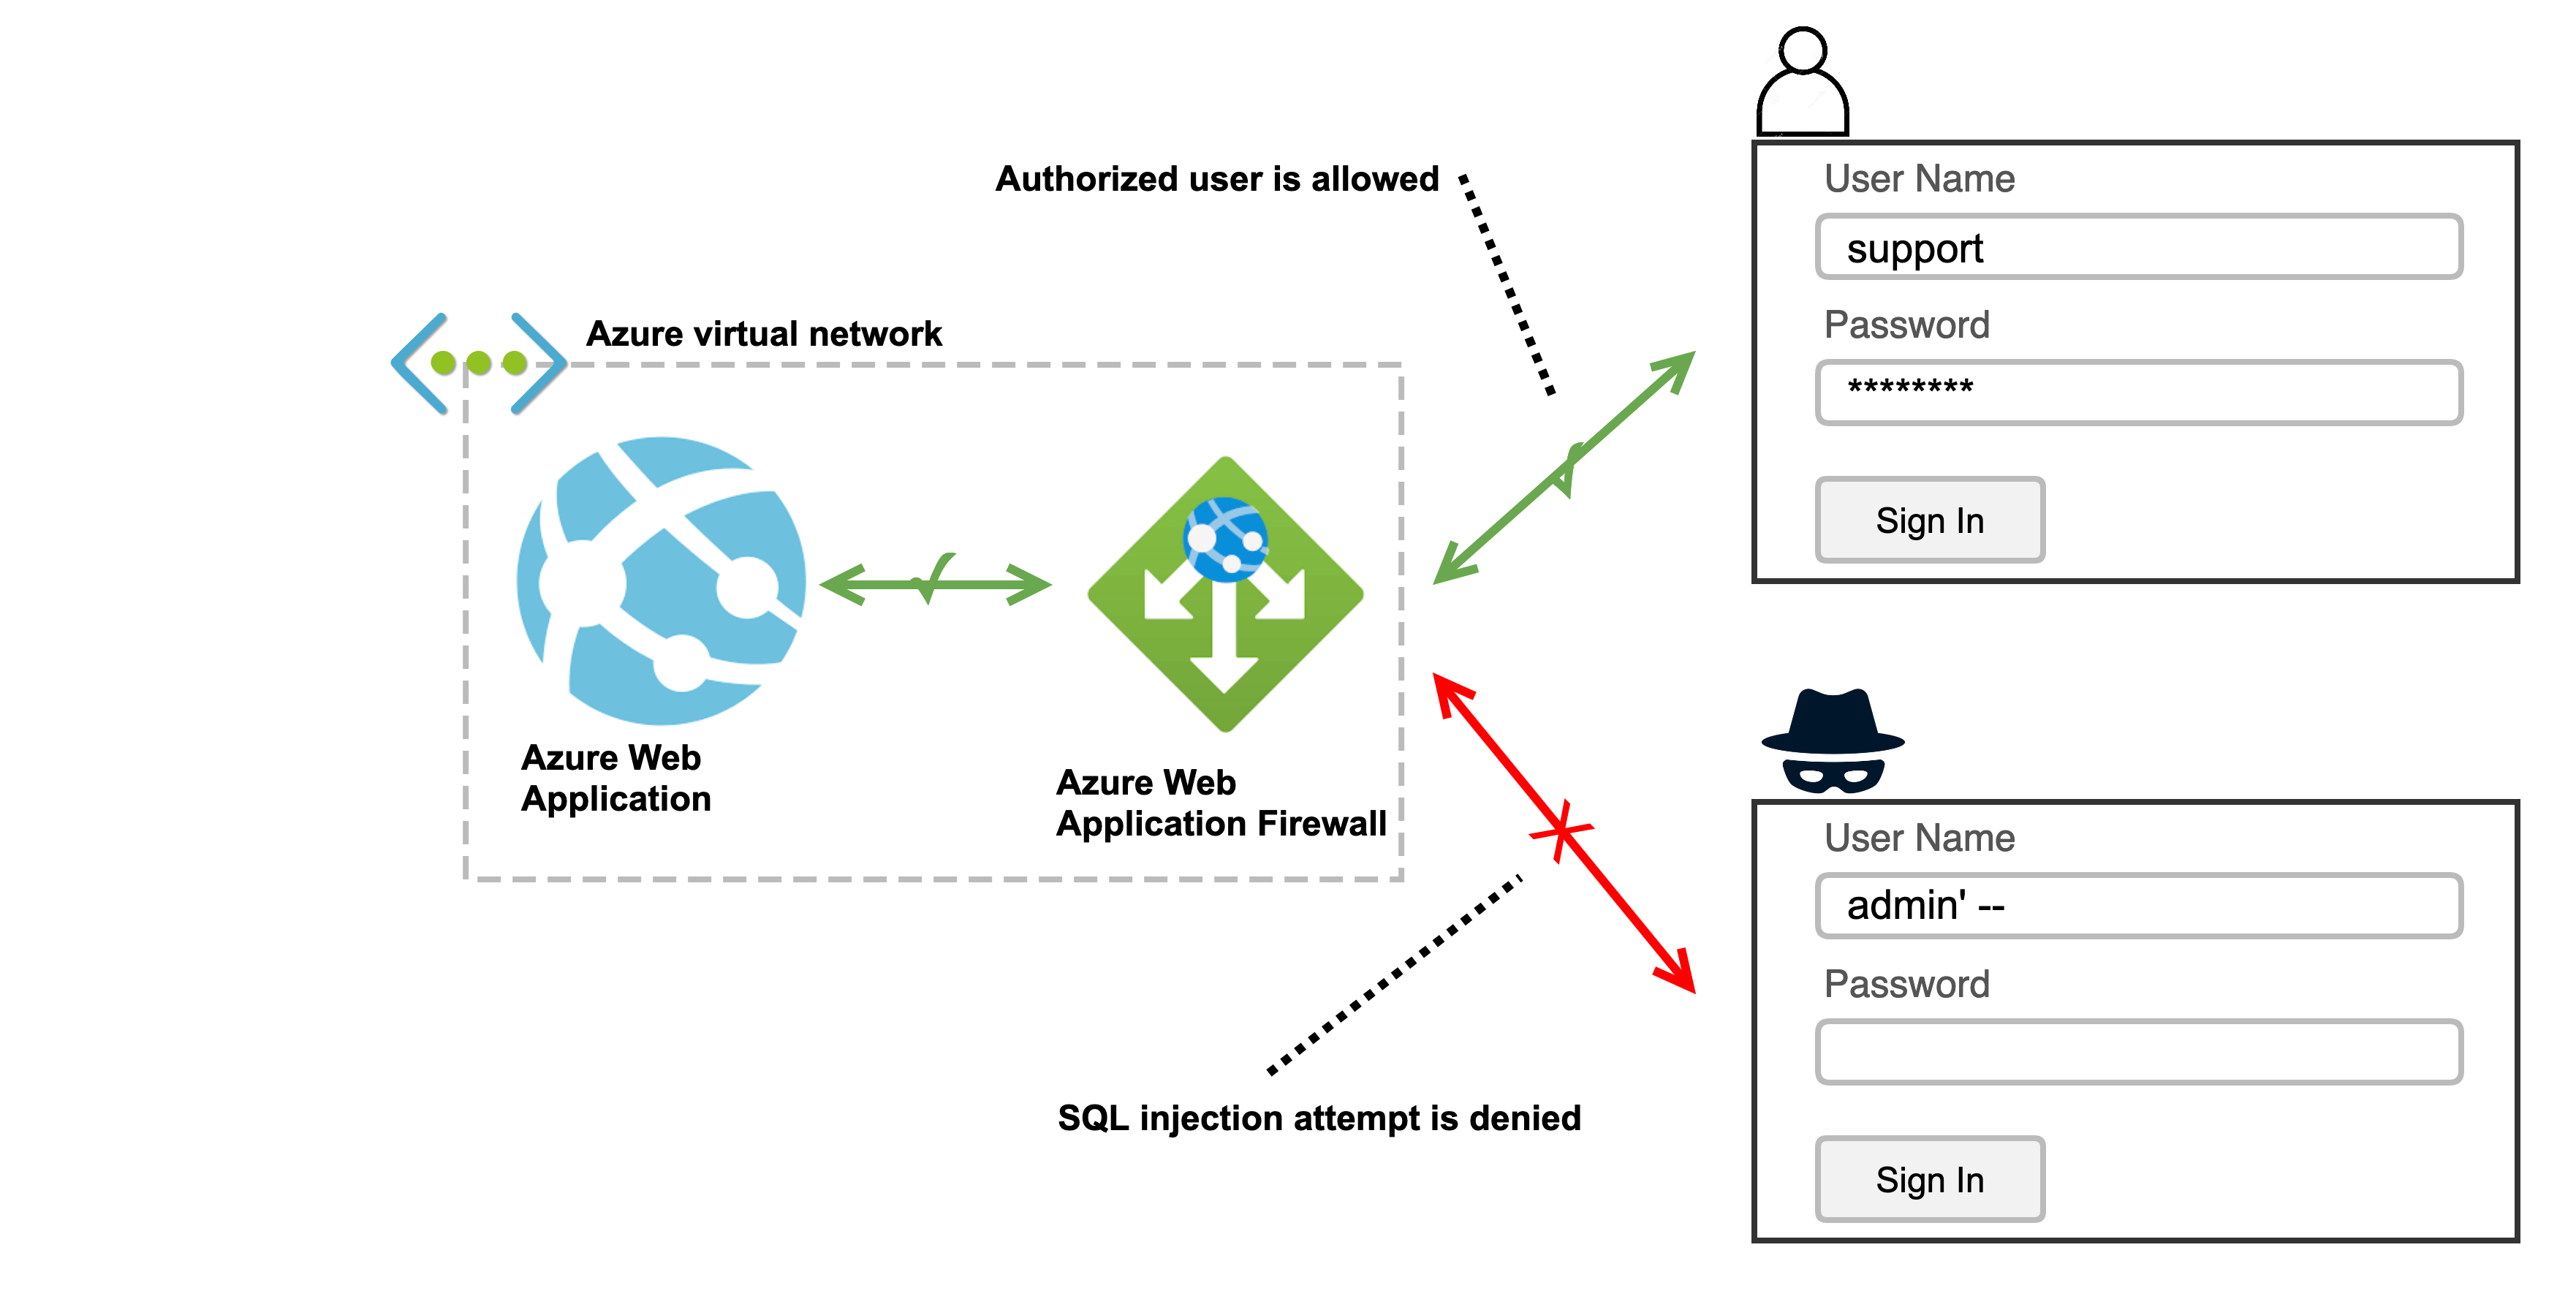 Authorized user is allowed
User Name
support
Password
********
Sign In
Azure virtual network
Azure Web
Application
Azure Web
Application Firewall
User Name
admin' --
Password
Sign In
SQL injection attempt is denied